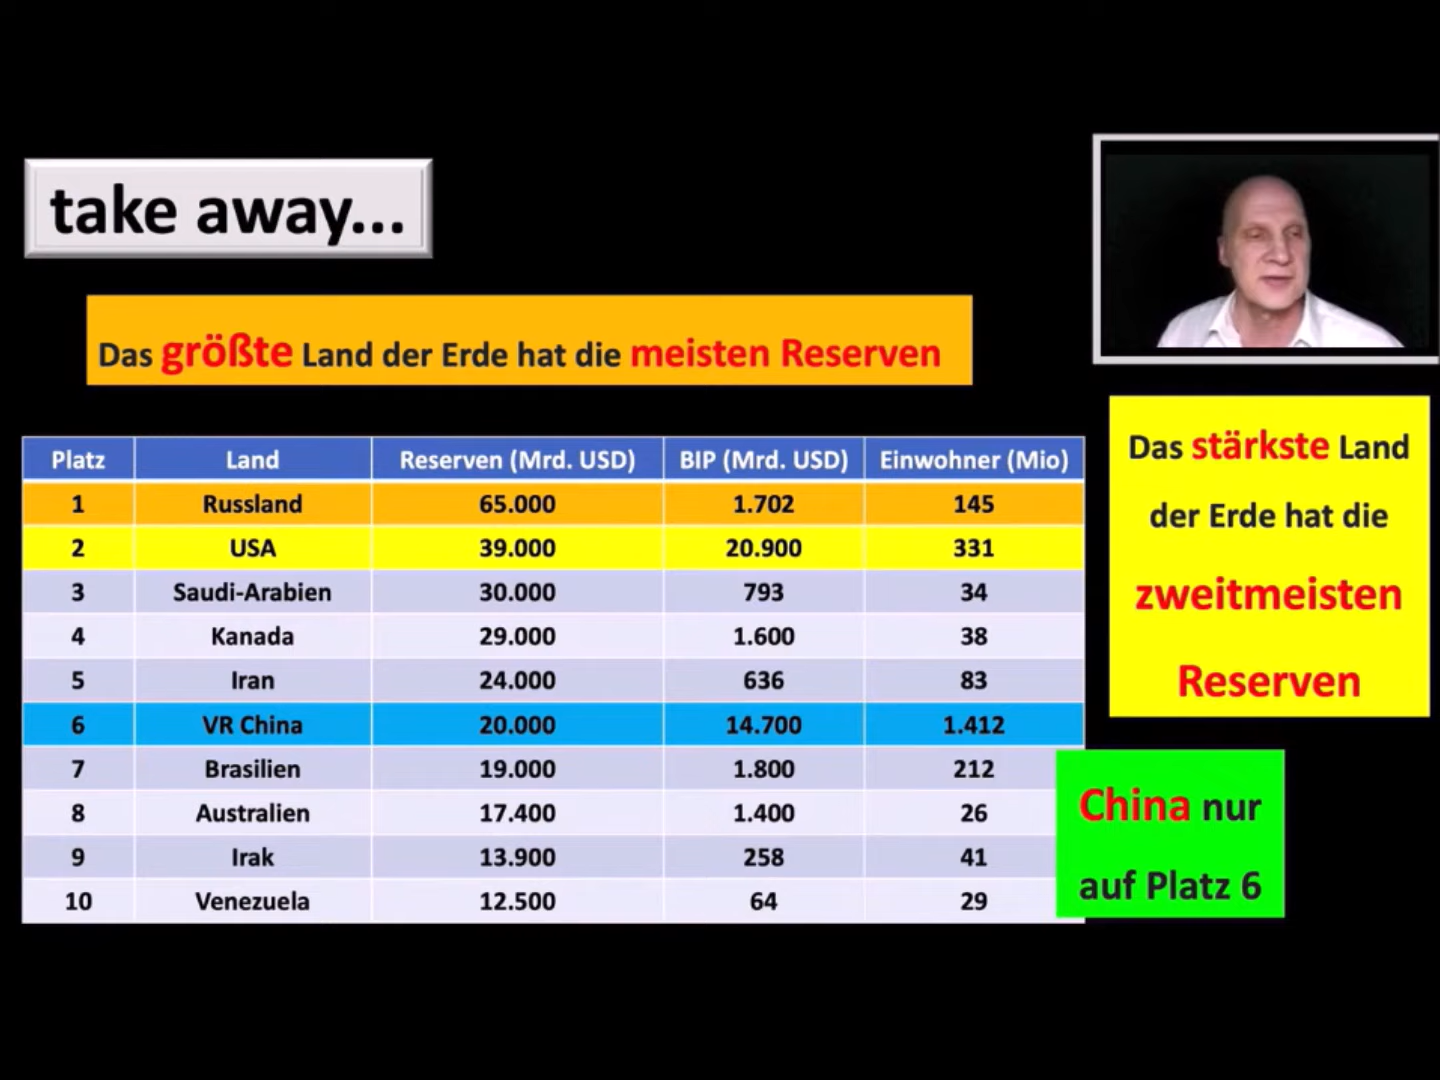 take away...
Das größte Land der Erde hat die meisten Reserven
Platz Land Reserven (Mrd. USD) BIP (Mrd. USD) Einwohner (Mio)
1 Russland 65.000 1.702 145
2 USA 39.000 20.900 331
3 Saudi-Arabien 30.000 793 34
4 Kanada 29.000 1.600 38
5 Iran 24.000 636 83
6 VR China 20.000 14.700 1.412
7 Brasilien 19.000 1.800 212
8 Australien 17.400 1.400 26
9 Irak 13.900 258 41
10 Venezuela 12.500 64 29
Das stärkste Land
der Erde hat die
zweitmeisten
Reserven
China nur
auf Platz 6